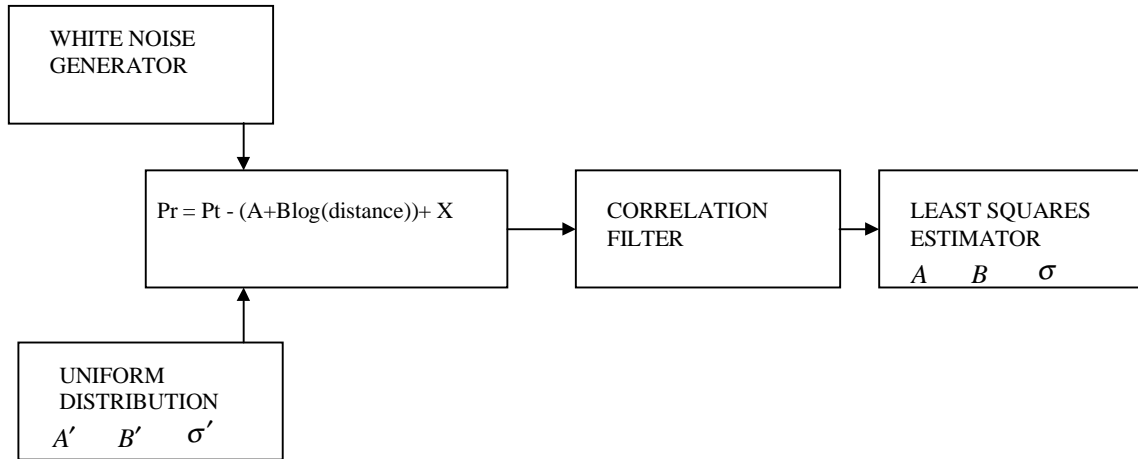 WHITE NOISE
GENERATOR
Pr = Pt - (A+Blog(distance))+ X
CORRELATION
FILTER
LEAST SQUARES
ESTIMATOR
A B σ
UNIFORM
DISTRIBUTION
A′ B′ σ′